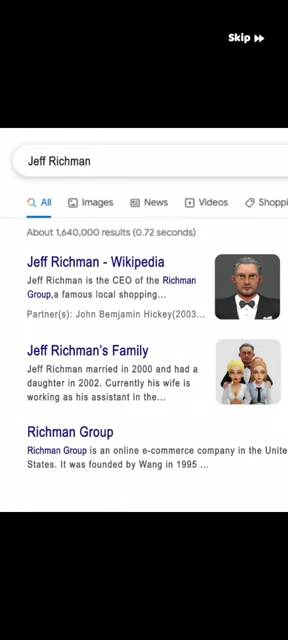 Skip
Jeff Richman
All Images News Videos Shoppi
About 1,640,000 results (0.72 seconds)
Jeff Richman - Wikipedia
Jeff Richman is the CEO of the Richman
Group,a famous local shopping...
Partner(s): John Bemjamin Hickey(2003...
Jeff Richman's Family
Jeff Richman married in 2000 and had a
daughter in 2002. Currently his wife is
working as his assistant in the...
Richman Group
Richman Group is an online e-commerce company in the Unite
States. It was founded by Wang in 1995 ...